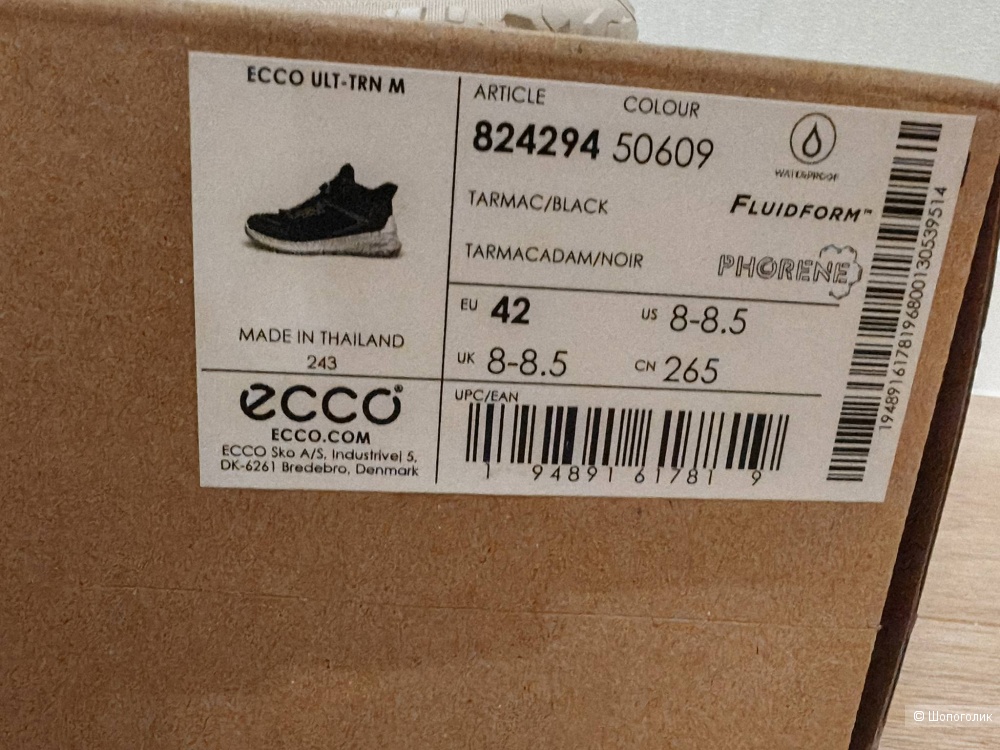 ECCO ULT-TRN M
MADE IN THAILAND
243
ecco®
ECCO.COM
ECCO Sko A/S, Industrivej 5,
DK-6261 Bredebro, Denmark
ARTICLE COLOUR
824294 50609
TARMAC/BLACK
TARMACADAM/NOIR
WATERPROOF
FLUIDFORM™
PHORENE
EU 42 US 8-8.5
UK 8-8.5 CN 265
UPC/EAN
1 94891 61781 9
19489161781968001305​39514
© Шопоголик